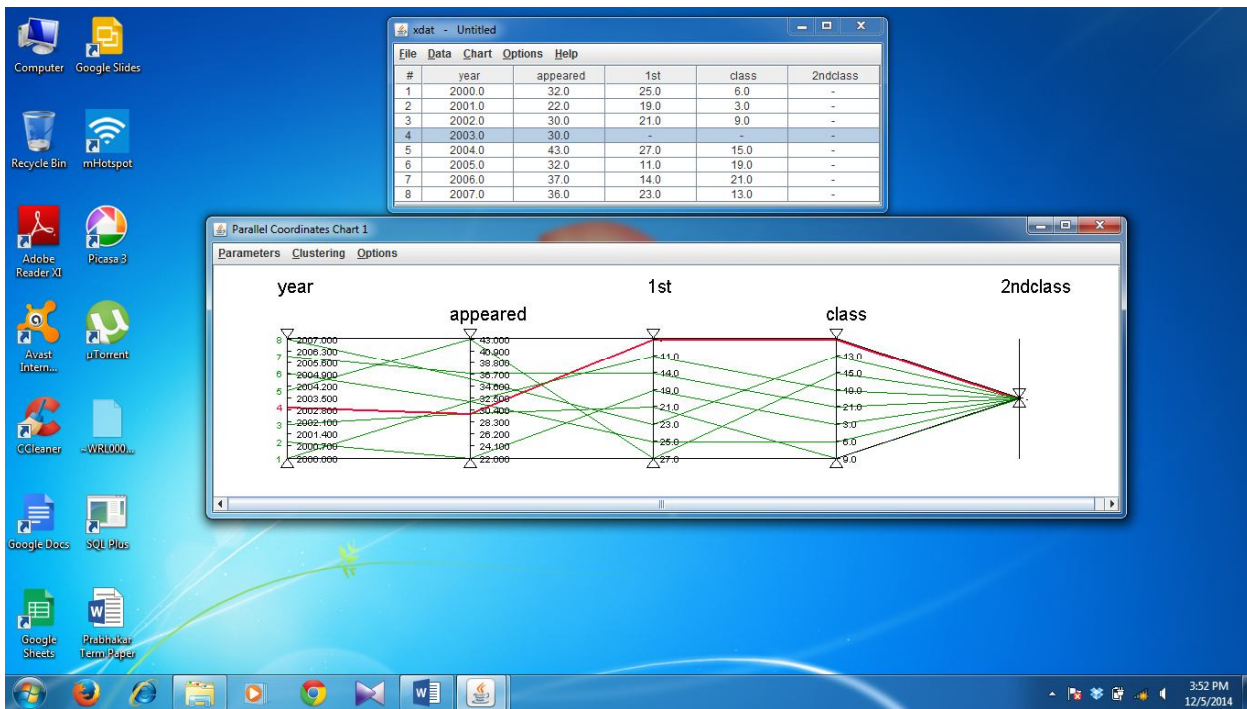 Computer
Google Slides
Recycle Bin
mHotspot
Adobe
Reader XI
Picasa 3
Avast
Intern...
µTorrent
CCleaner
~WRL000...
Google Docs
SQL Plus
Google
Sheets
Prabhakar
Term Paper
xdat - Untitled
File Data Chart Options Help
# year appeared 1st class 2ndclass
1 2000.0 32.0 25.0 6.0 -
2 2001.0 22.0 19.0 3.0 -
3 2002.0 30.0 21.0 9.0 -
4 2003.0 30.0 - - -
5 2004.0 43.0 27.0 15.0 -
6 2005.0 32.0 11.0 19.0 -
7 2006.0 37.0 14.0 21.0 -
8 2007.0 36.0 23.0 13.0 -
Parallel Coordinates Chart 1
Parameters Clustering Options
year 1st 2ndclass
appeared class
8 2007.000 43.000 -
2006.300 40.900
7 2005.600 38.800 11.0 13.0
6 2004.900 36.700 14.0 15.0
5 2004.200 34.600
2003.500 32.500 19.0 19.0
4 2002.800 30.400 21.0 21.0 -
3 2002.100 28.300 23.0 3.0
2001.400 26.200
2 2000.700 24.100 25.0 6.0
1 2000.000 22.000 27.0 9.0
3:52 PM
12/5/2014